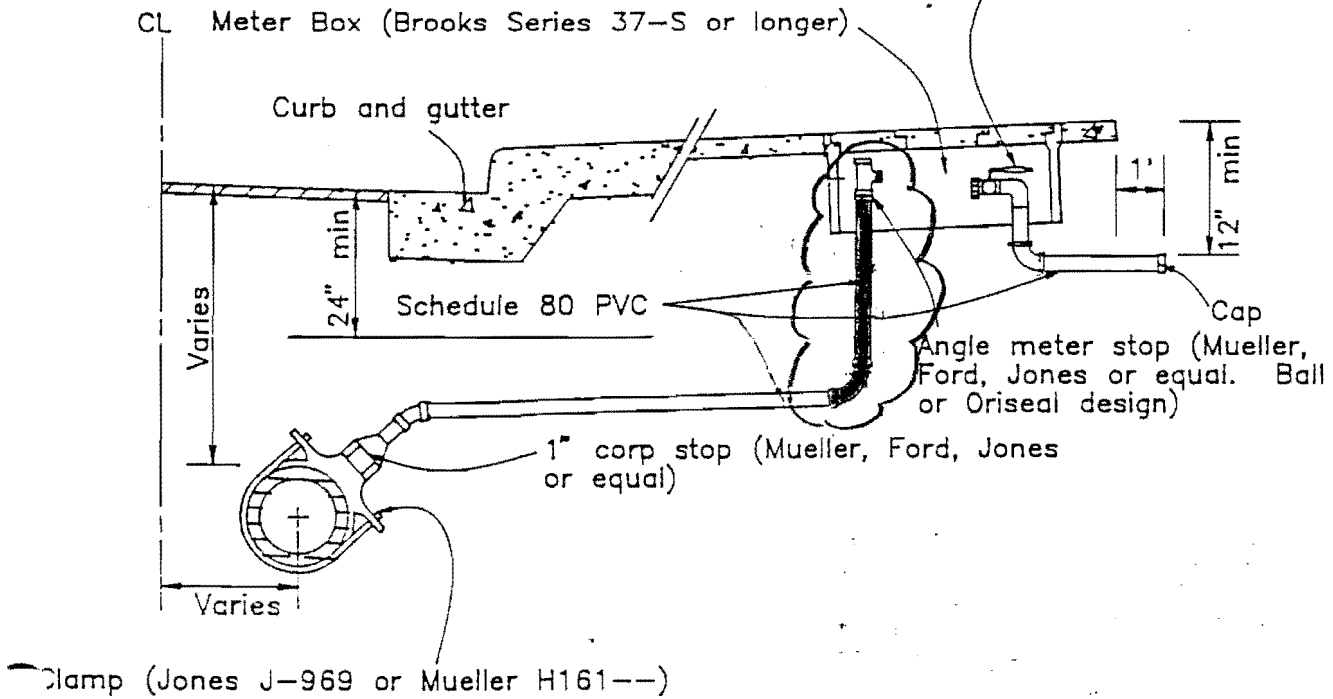 CL Meter Box (Brooks Series 37-S or longer)
Curb and gutter
Varies
24" min
Schedule 80 PVC
12" min
1'
Cap
Angle meter stop (Mueller,
Ford, Jones or equal. Ball
or Oriseal design)
1" corp stop (Mueller, Ford, Jones
or equal)
Varies
Clamp (Jones J-969 or Mueller H161--)